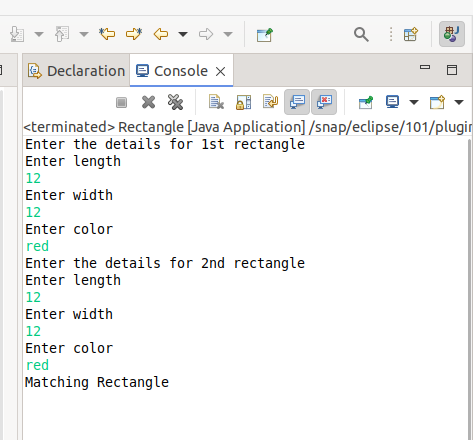 Declaration
Console
<terminated> Rectangle [Java Application] /snap/eclipse/101/plugin
Enter the details for 1st rectangle
Enter length
12
Enter width
12
Enter color
red
Enter the details for 2nd rectangle
Enter length
12
Enter width
12
Enter color
red
Matching Rectangle